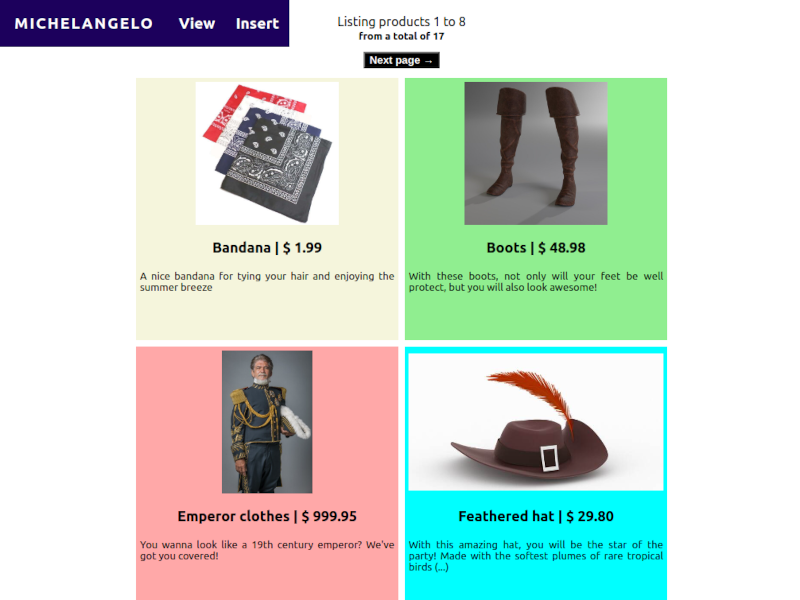 MICHELANGELO View Insert
Listing products 1 to 8
from a total of 17
Next page →
Bandana | $ 1.99
A nice bandana for tying your hair and enjoying the
summer breeze
Boots | $ 48.98
With these boots, not only will your feet be well
protect, but you will also look awesome!
Emperor clothes | $ 999.95
You wanna look like a 19th century emperor? We've
got you covered!
Feathered hat | $ 29.80
With this amazing hat, you will be the star of the
party! Made with the softest plumes of rare tropical
birds (...)